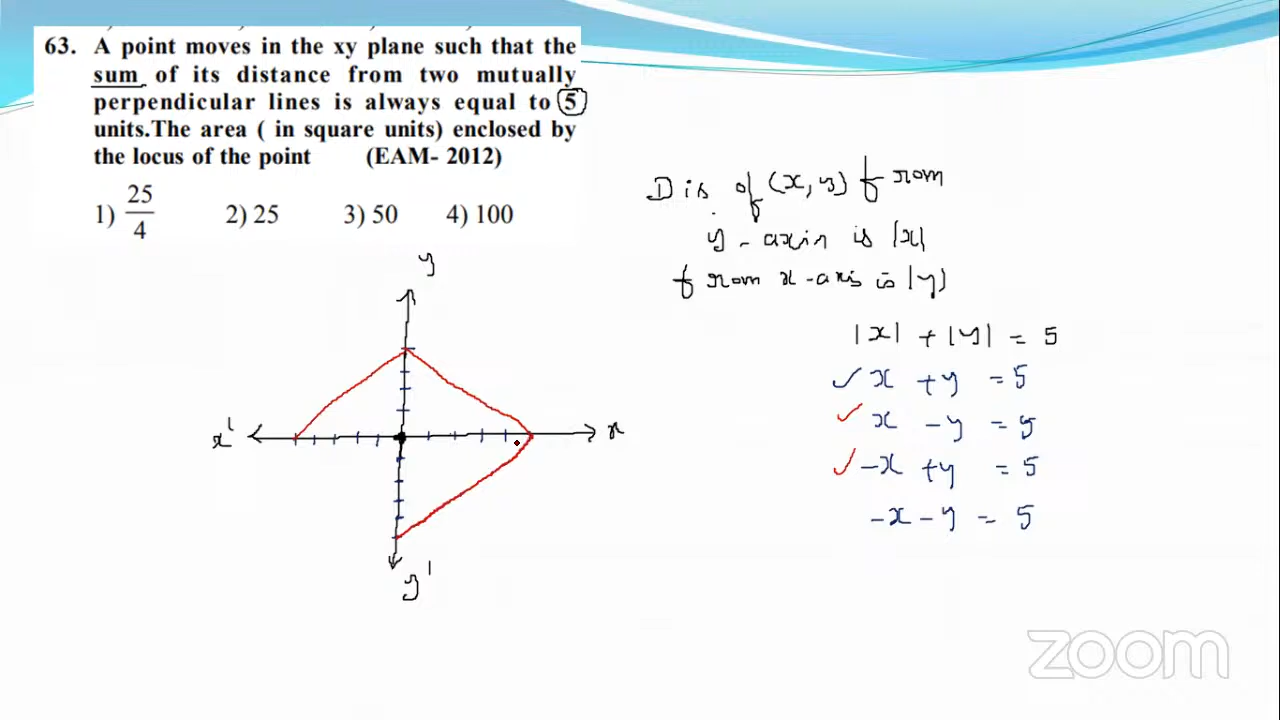 63. A point moves in the xy plane such that the
sum of its distance from two mutually
perpendicular lines is always equal to 5
units.The area ( in square units) enclosed by
the locus of the point (EAM- 2012)
1) 25/4 2) 25 3) 50 4) 100
Dis of (x, y) from
y - axis is |x|
from x - axis is |y|
|x| + |y| = 5
x + y = 5
x - y = 5
-x + y = 5
-x - y = 5
y
x' x
y'
zoom